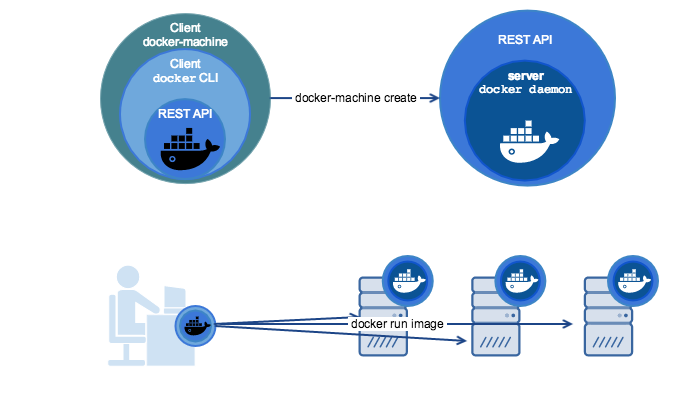 Client
docker-machine
Client
docker CLI
REST API
docker-machine create
REST API
server
docker daemon
docker run image